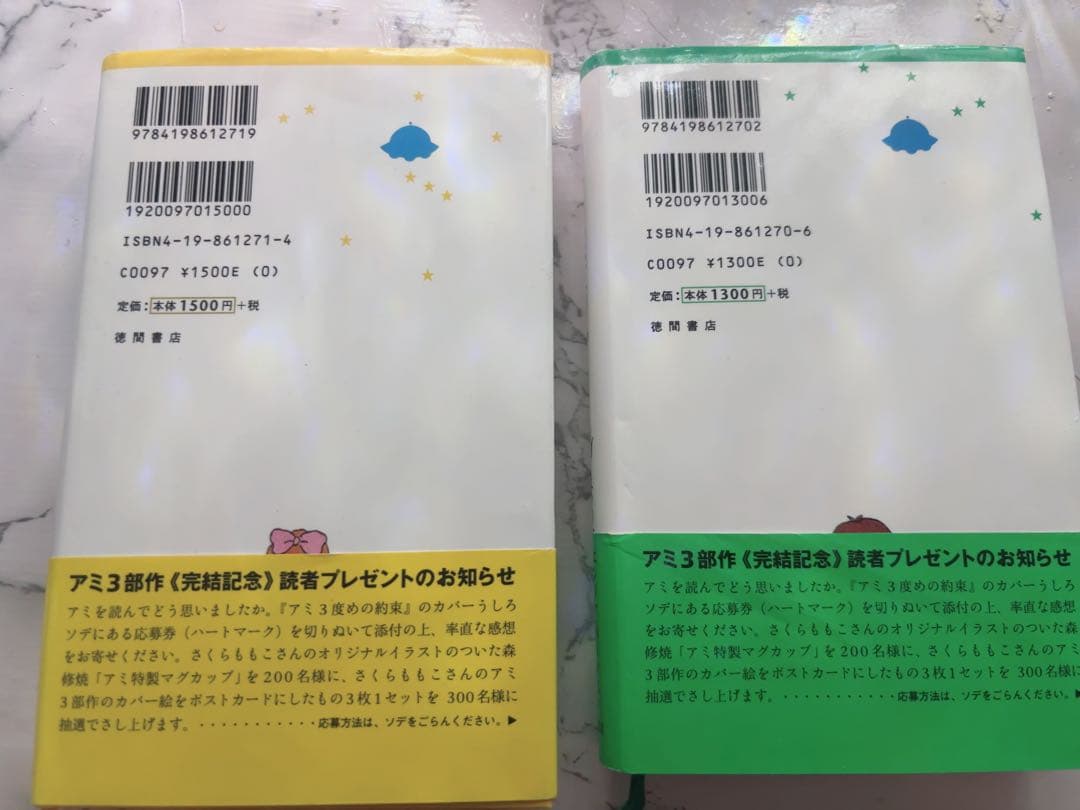 9784198612719
1920097015000
ISBN4-19-861271-4
C0097 ¥1500E (0)
定価：本体1500円＋税
徳間書店
アミ3部作《完結記念》読者プレゼントのお知らせ
アミを読んでどう思いましたか。『アミ3度めの約束』のカバーうしろ
ソデにある応募券（ハートマーク）を切りぬいて添付の上、率直な感想
をお寄せください。さくらももこさんのオリジナルイラストのついた森
修焼「アミ特製マグカップ」を200名様に、さくらももこさんのアミ
3部作のカバー絵をポストカードにしたもの3枚1セットを 300名様に
抽選でさし上げます。・・・・・・・・・・・応募方法は、ソデをごらんください。▶
9784198612702
1920097013006
ISBN4-19-861270-6
C0097 ¥1300E (0)
定価：本体1300円＋税
徳間書店
アミ3部作《完結記念》読者プレゼントのお知らせ
アミを読んでどう思いましたか。『アミ3度めの約束』のカバーうしろ
ソデにある応募券（ハートマーク）を切りぬいて添付の上、率直な感想
をお寄せください。さくらももこさんのオリジナルイラストのついた森
修焼「アミ特製マグカップ」を200名様に、さくらももこさんのアミ
3部作のカバー絵をポストカードにしたもの3枚1セットを 300名様に
抽選でさし上げます。・・・・・・・・・・・応募方法は、ソデをごらんください。▶